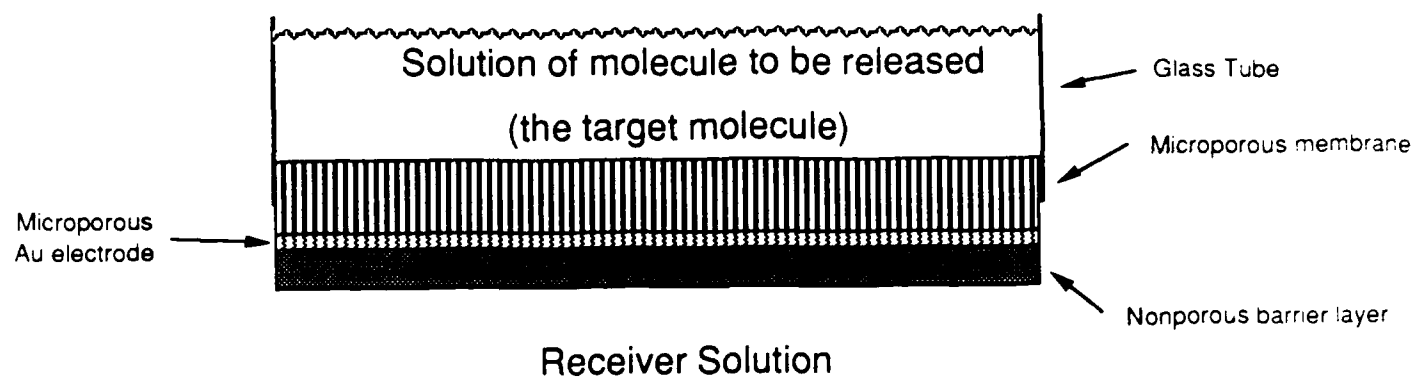 Solution of molecule to be released
(the target molecule)
Glass Tube
Microporous membrane
Microporous
Au electrode
Nonporous barrier layer
Receiver Solution